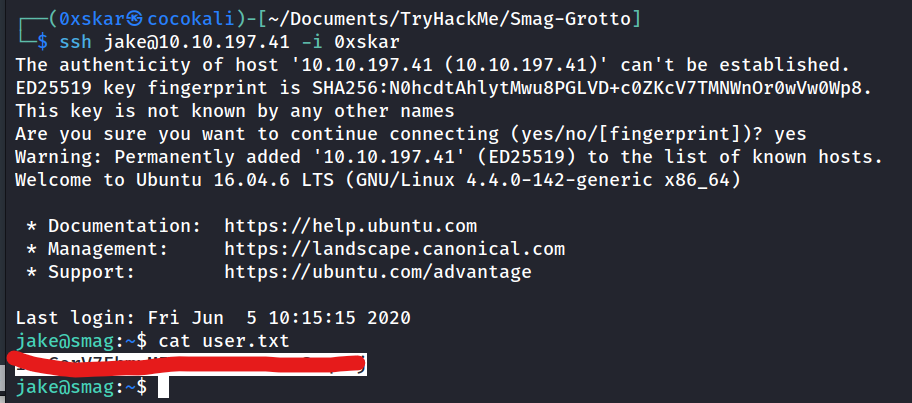 ┌──(0xskar㉿cocokali)-[~/Documents/TryHackMe/Smag-Grotto]
└─$ ssh jake@10.10.197.41 -i 0xskar
The authenticity of host '10.10.197.41 (10.10.197.41)' can't be established.
ED25519 key fingerprint is SHA256:N0hcdtAhlytMwu8PGLVD+c0ZKcV7TMNWnOr0wVw0Wp8.
This key is not known by any other names
Are you sure you want to continue connecting (yes/no/[fingerprint])? yes
Warning: Permanently added '10.10.197.41' (ED25519) to the list of known hosts.
Welcome to Ubuntu 16.04.6 LTS (GNU/Linux 4.4.0-142-generic x86_64)
* Documentation:  https://help.ubuntu.com
* Management:     https://landscape.canonical.com
* Support:        https://ubuntu.com/advantage
Last login: Fri Jun  5 10:15:15 2020
jake@smag:~$ cat user.txt
jake@smag:~$